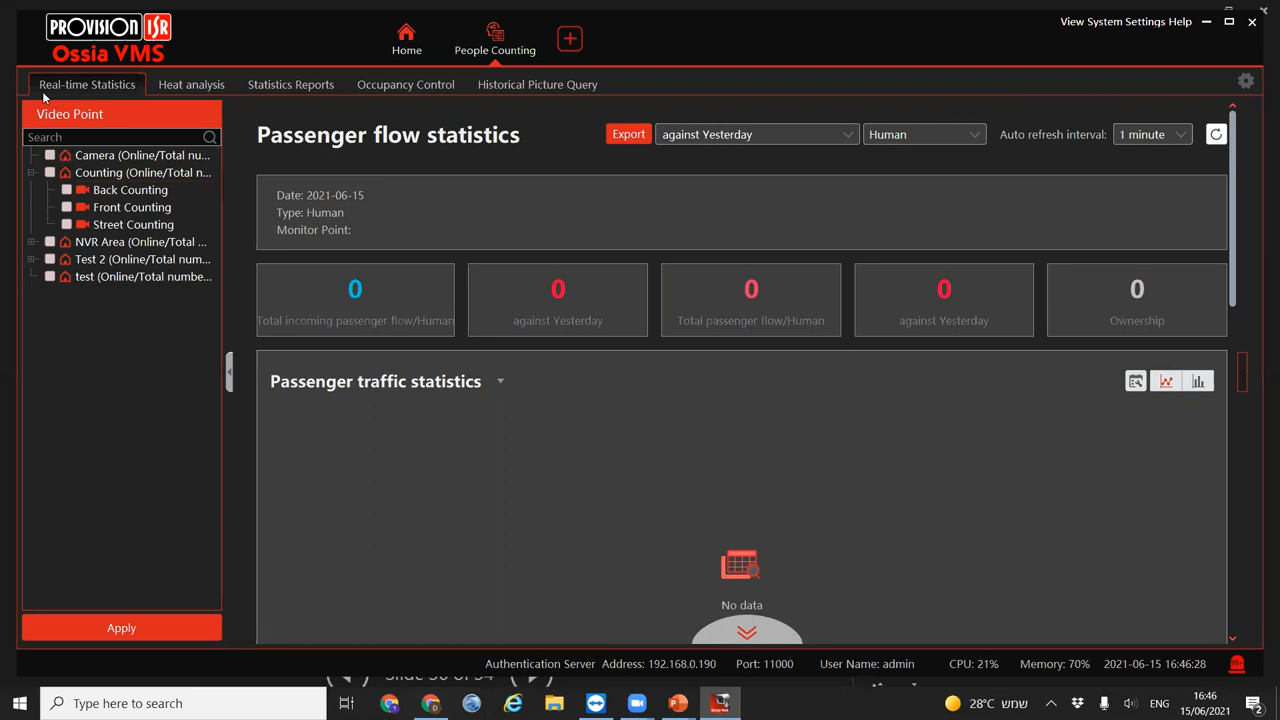 PROVISION ISR
Ossia VMS
Home
People Counting
View System Settings Help
Real-time Statistics
Heat analysis
Statistics Reports
Occupancy Control
Historical Picture Query
Video Point
Search
Camera (Online/Total nu...
Counting (Online/Total n...
Back Counting
Front Counting
Street Counting
NVR Area (Online/Total ...
Test 2 (Online/Total num...
test (Online/Total numbe...
Apply
Passenger flow statistics
Export
against Yesterday
Human
Auto refresh interval:
1 minute
Date: 2021-06-15
Type: Human
Monitor Point:
0
Total incoming passenger flow/Human
0
against Yesterday
0
Total passenger flow/Human
0
against Yesterday
0
Ownership
Passenger traffic statistics
No data
Authentication Server Address: 192.168.0.190 Port: 11000 User Name: admin CPU: 21% Memory: 70% 2021-06-15 16:46:28
99+
Type here to search
28°C שמש
ENG
16:46
15/06/2021
2